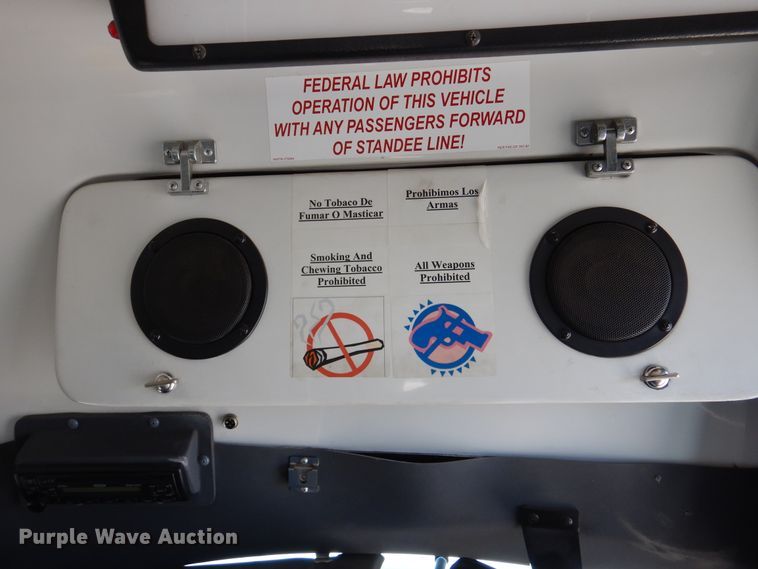 FEDERAL LAW PROHIBITS
OPERATION OF THIS VEHICLE
WITH ANY PASSENGERS FORWARD
OF STANDEE LINE!
No Tobaco De
Fumar O Masticar
Prohibimos Los
Armas
Smoking And
Chewing Tobacco
Prohibited
All Weapons
Prohibited
Purple Wave Auction